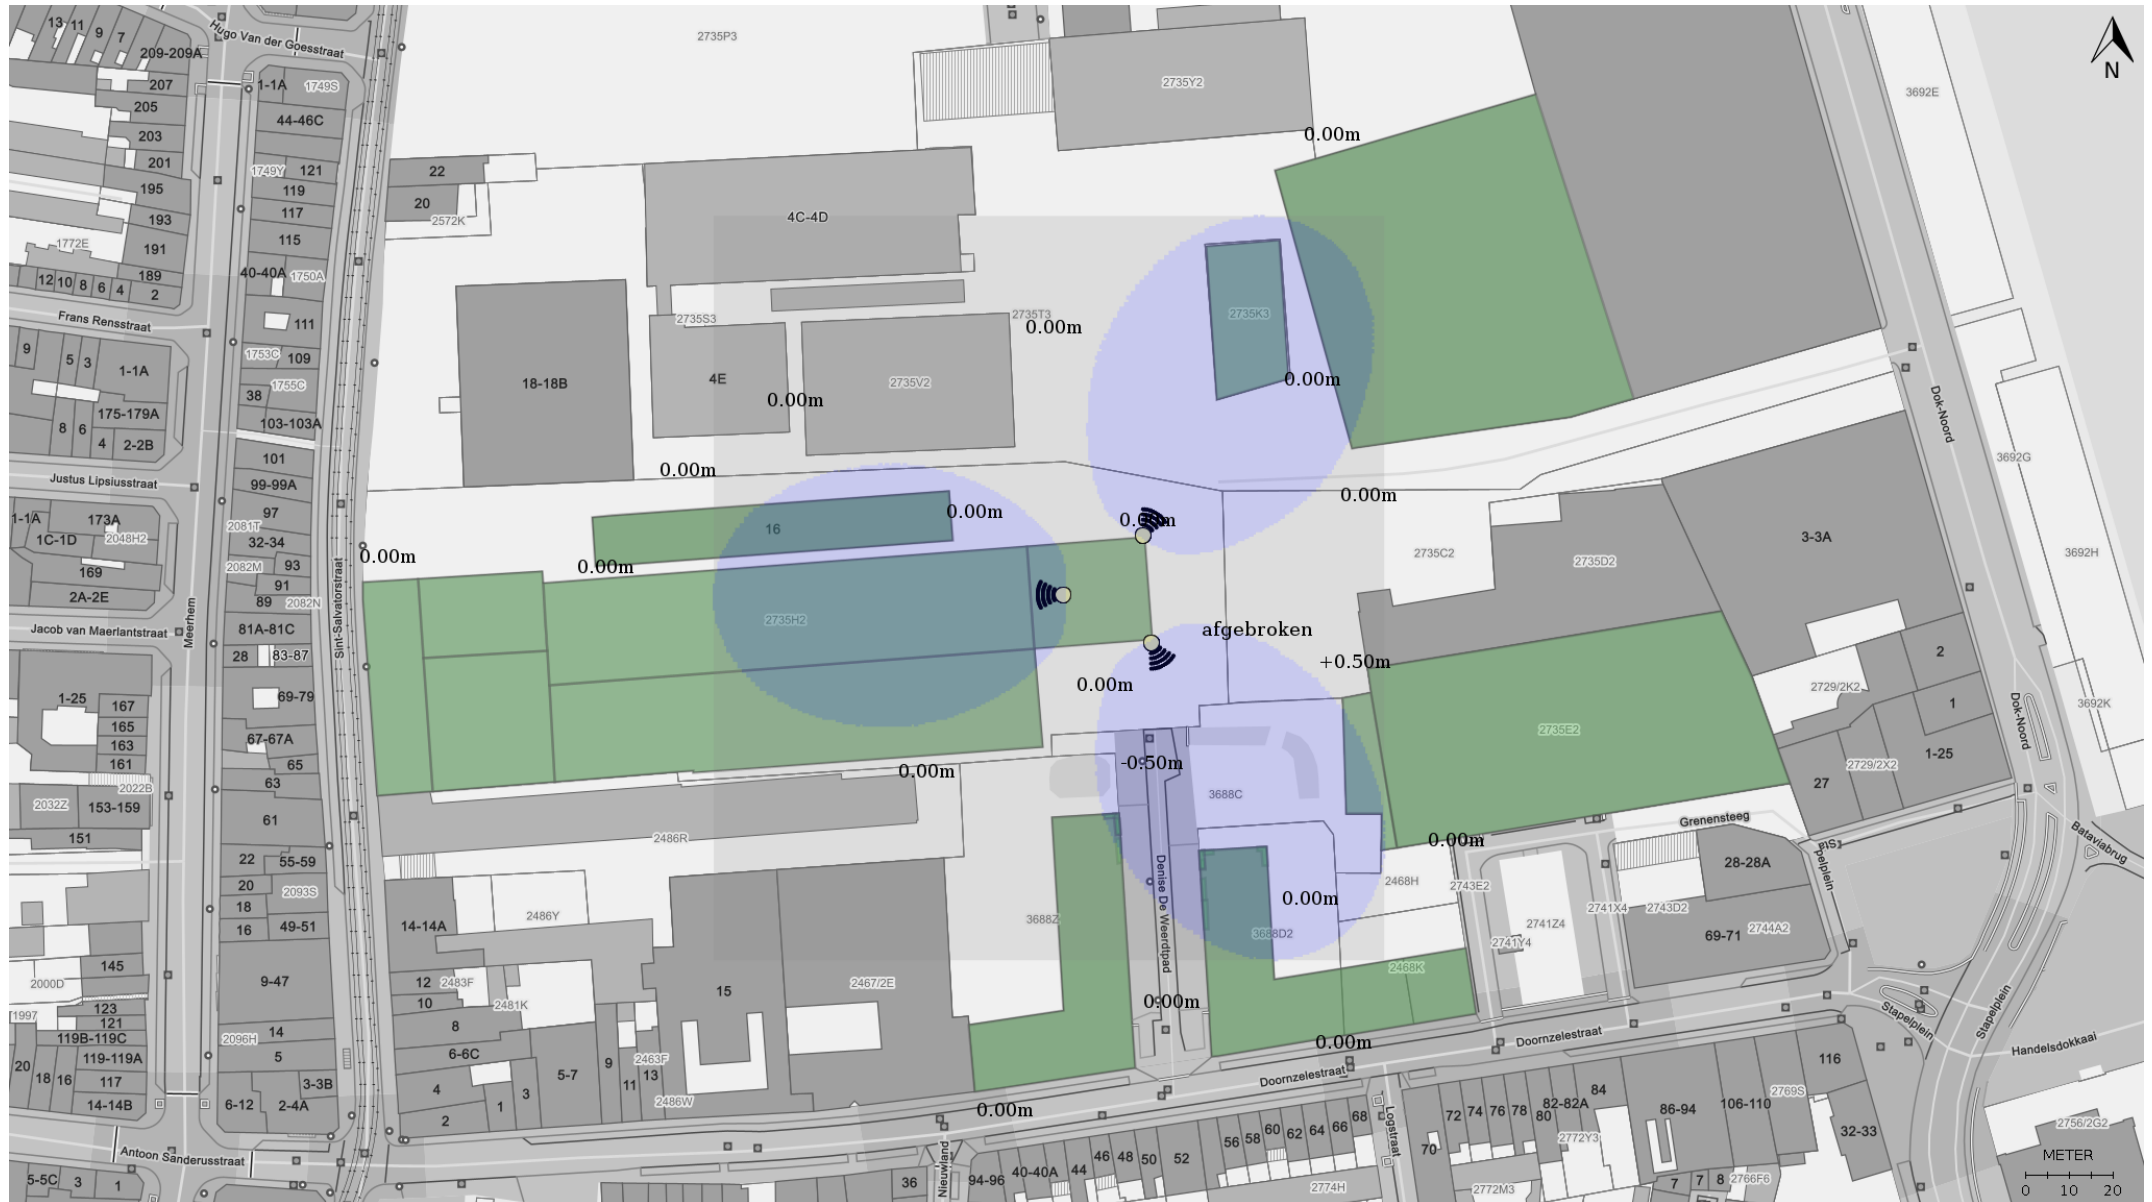 13
11
9
7
Hugo Van der Goesstraat
2735P3
209-209A
207
1-1A
1749S
205
44-46C
203
201
1749Y
121
195
119
193
117
191
115
1772E
189
40-40A
1750A
12
10
8
6
4
2
Frans Rensstraat
111
9
5
3
1-1A
1753C
109
1755C
38
175-179A
103-103A
8
6
4
2-2B
101
Justus Lipsiusstraat
99-99A
97
1-1A
173A
2081T
1C-1D
2048H2
32-34
169
2082M
93
91
2A-2E
89
2082N
Jacob van Maerlantstraat
81A-81C
Meerhem
Sint-Salvatorstraat
28
83-87
1-25
167
69-79
165
163
67-67A
161
65
2022B
63
2032Z
153-159
61
151
22
55-59
20
2093S
18
16
49-51
145
2000D
9-47
123
T1997
121
119B-119C
14
2096H
20
18
16
119-119A
5
117
3-3B
14-14B
6-12
2-4A
Antoon Sanderusstraat
5-5C
3
1
22
20
2572K
4C-4D
2735Y2
0.00m
2735S3
2735T3
0.00m
2735K3
18-18B
4E
2735V2
0.00m
0.00m
0.00m
0.00m
16
0.00m
0.00m
0.00m
0.00m
2735H2
afgebroken
+0.50m
0.00m
2735C2
2735D2
3-3A
2735E2
0.00m
-0.50m
3688C
2486R
Denise De Weerdtpad
0.00m
2468H
0.00m
3688Z
3688D2
2468K
14-14A
2486Y
12
2483F
10
2481K
8
15
2467/2E
6-6C
9
2463F
5-7
11
13
4
3
2486W
1
2
0.00m
0.00m
0.00m
Doornzelestraat
Doornzelestraat
Nieuwland
Logstraat
36
94-96
40-40A
44
46
48
50
52
56
58
60
62
64
66
68
2774H
70
72
74
76
78
80
82-82A
84
2772Y3
2772M3
86-94
106-110
2769S
116
32-33
7
7
8
2766F6
2729/2K2
2
1
1-25
2729/2X2
27
Grenensteeg
28-28A
2743E2
2741X4
2743D2
2741Z4
2741Y4
69-71
2744A2
Stapelplein
Stapelplein
Stapelplein
Handelsdokkaai
Bataviabrug
Dok-Noord
Dok-Noord
3692E
3692G
3692H
3692K
2756/2G2
N
METER
0 10 20